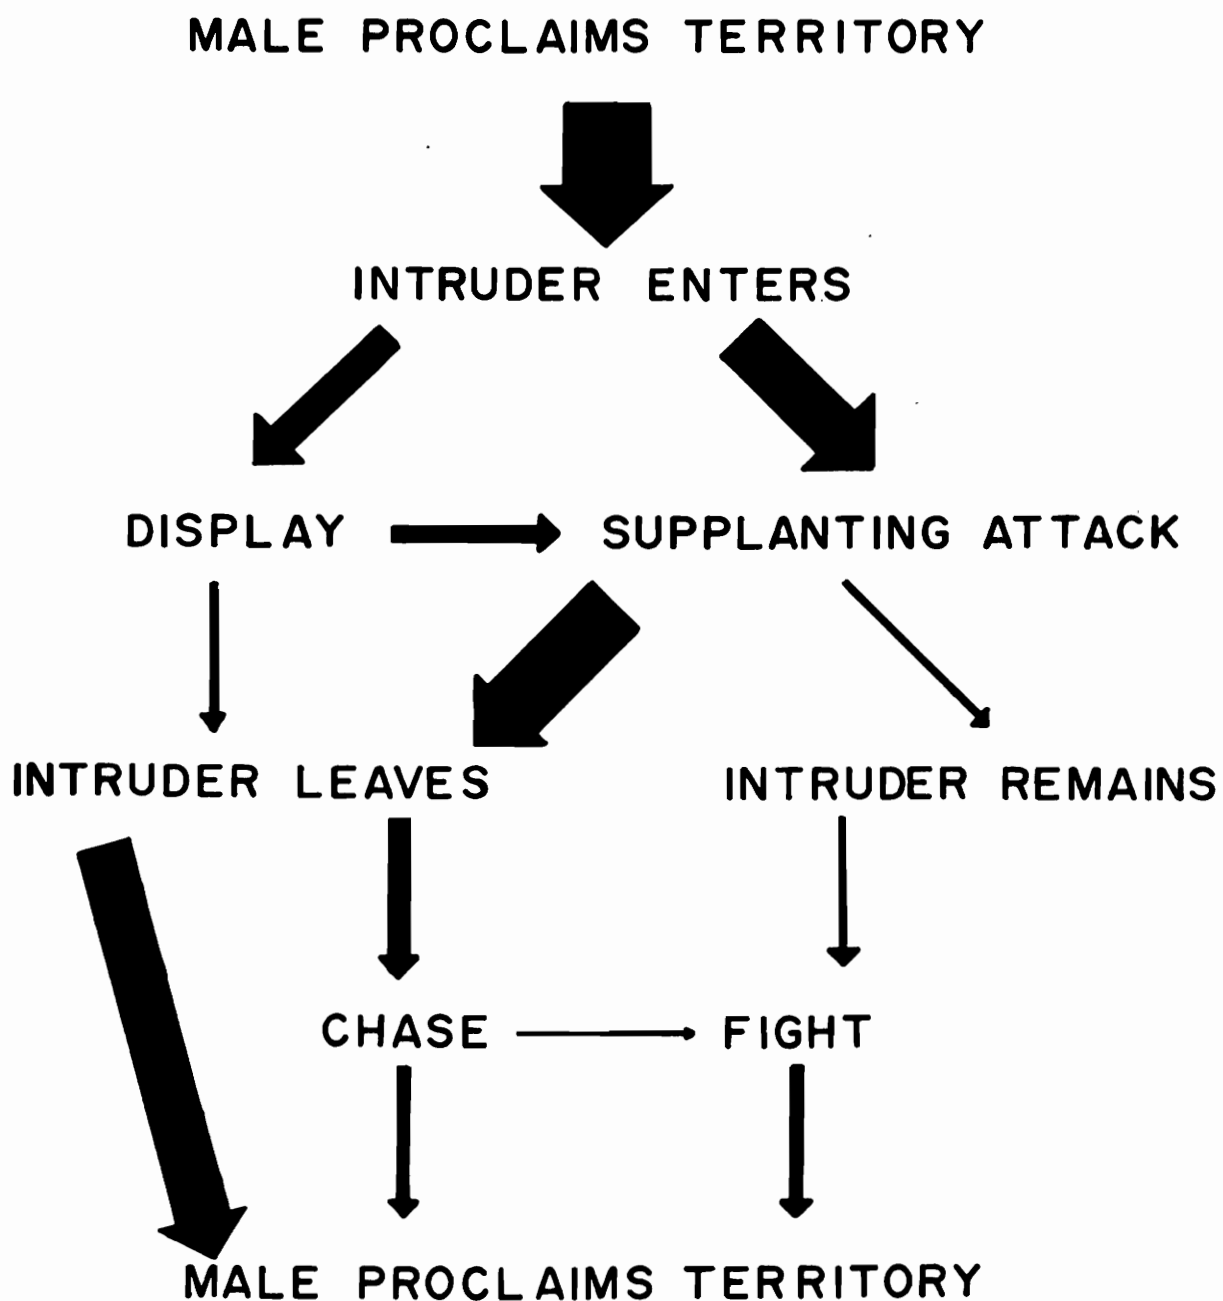 MALE PROCLAIMS TERRITORY
INTRUDER ENTERS
DISPLAY SUPPLANTING ATTACK
INTRUDER LEAVES INTRUDER REMAINS
CHASE FIGHT
MALE PROCLAIMS TERRITORY